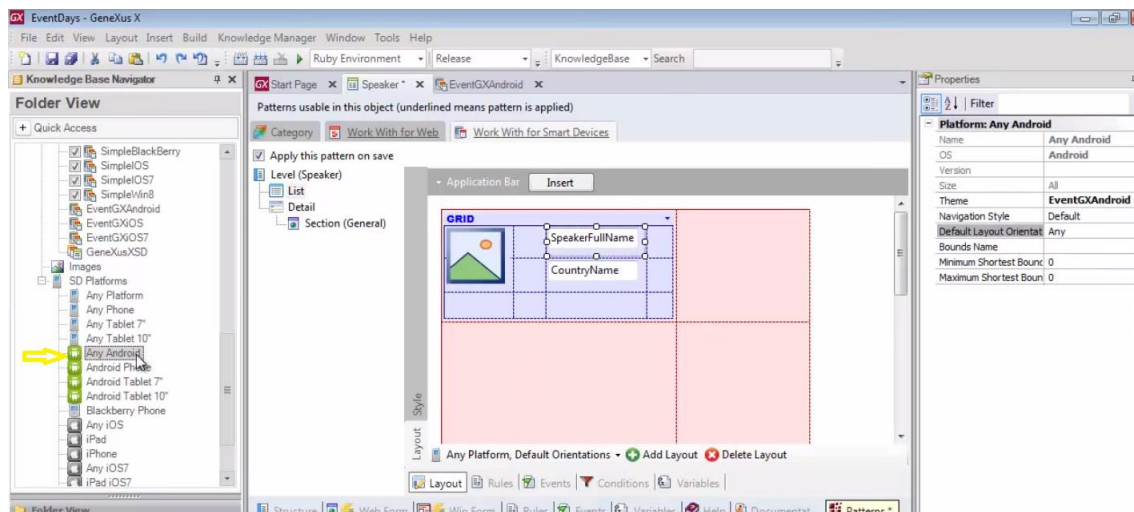 EventDays - GeneXus X
File Edit View Layout Insert Build Knowledge Manager Window Tools Help
Ruby Environment Release KnowledgeBase Search
Knowledge Base Navigator
Folder View
+ Quick Access
SimpleBlackBerry
SimpleIOS
SimpleIOS7
SimpleWin8
EventGXAndroid
EventGXiOS
EventGXiOS7
GeneXusXSD
Images
SD Platforms
Any Platform
Any Phone
Any Tablet 7"
Any Tablet 10"
Any Android
Android Phone
Android Tablet 7"
Android Tablet 10"
Blackberry Phone
Any iOS
iPad
iPhone
Any iOS7
iPad iOS7
Folder View
Start Page Speaker * EventGXAndroid
Patterns usable in this object (underlined means pattern is applied)
Category Work With for Web Work With for Smart Devices
Apply this pattern on save
Level (Speaker)
List
Detail
Section (General)
Application Bar Insert
GRID
SpeakerFullName
CountryName
Style
Layout
Any Platform, Default Orientations Add Layout Delete Layout
Layout Rules Events Conditions Variables
Structure Web Form Win Form Rules Events Variables Help Documentat Patterns *
Properties
Filter
Platform: Any Android
Name Any Android
OS Android
Version
Size All
Theme EventGXAndroid
Navigation Style Default
Default Layout Orientat Any
Bounds Name
Minimum Shortest Bounc 0
Maximum Shortest Boun 0